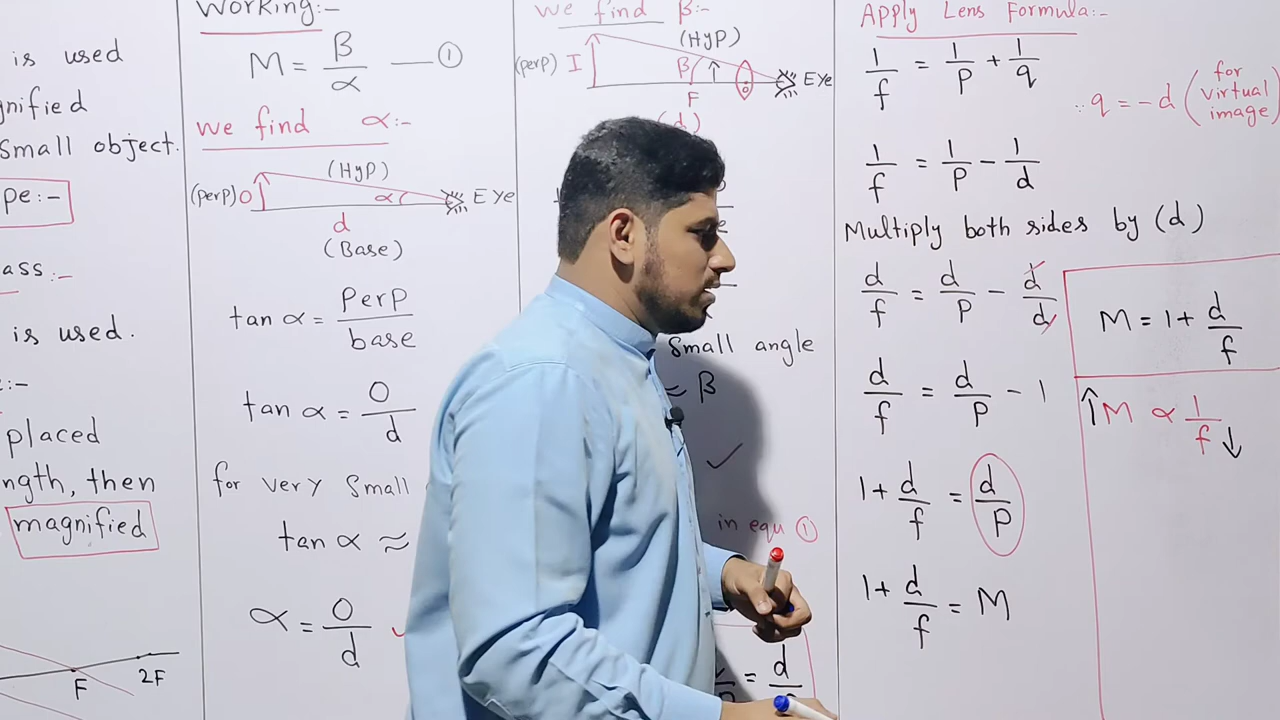 is used
gnified
Small object.
pe:-
ass:-
is used.
e:-
placed
ngth, then
magnified
F
2F
Working:-
M = β/α —— ①
We find α:-
(HyP)
(perP) O α EYe
d
(Base)
tan α = PerP/base
tan α = O/d
for very Small
tan α ≈
α = O/d
We find β:-
(HyP)
(perP) I β EYe
F
(d)
Small angle
≈ β
in equ ①
= d
Apply Lens Formula:-
1/f = 1/P + 1/q
∵ q = -d (for virtual image)
1/f = 1/P - 1/d
Multiply both sides by (d)
d/f = d/P - d/d
d/f = d/P - 1
1 + d/f = d/P
1 + d/f = M
M = 1 + d/f
↑M ∝ 1/f ↓